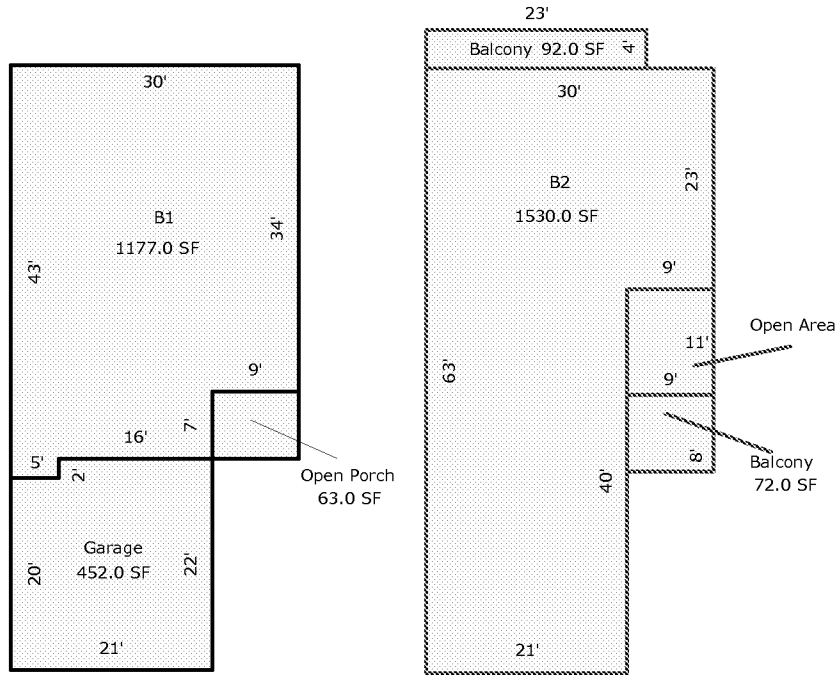 23'
Balcony 92.0 SF
4'
30'
30'
B1
1177.0 SF
34'
43'
B2
1530.0 SF
23'
9'
Open Area
11'
9'
63'
9'
7'
16'
5'
2'
Open Porch
63.0 SF
Balcony
72.0 SF
8'
40'
Garage
452.0 SF
20'
22'
21'
21'